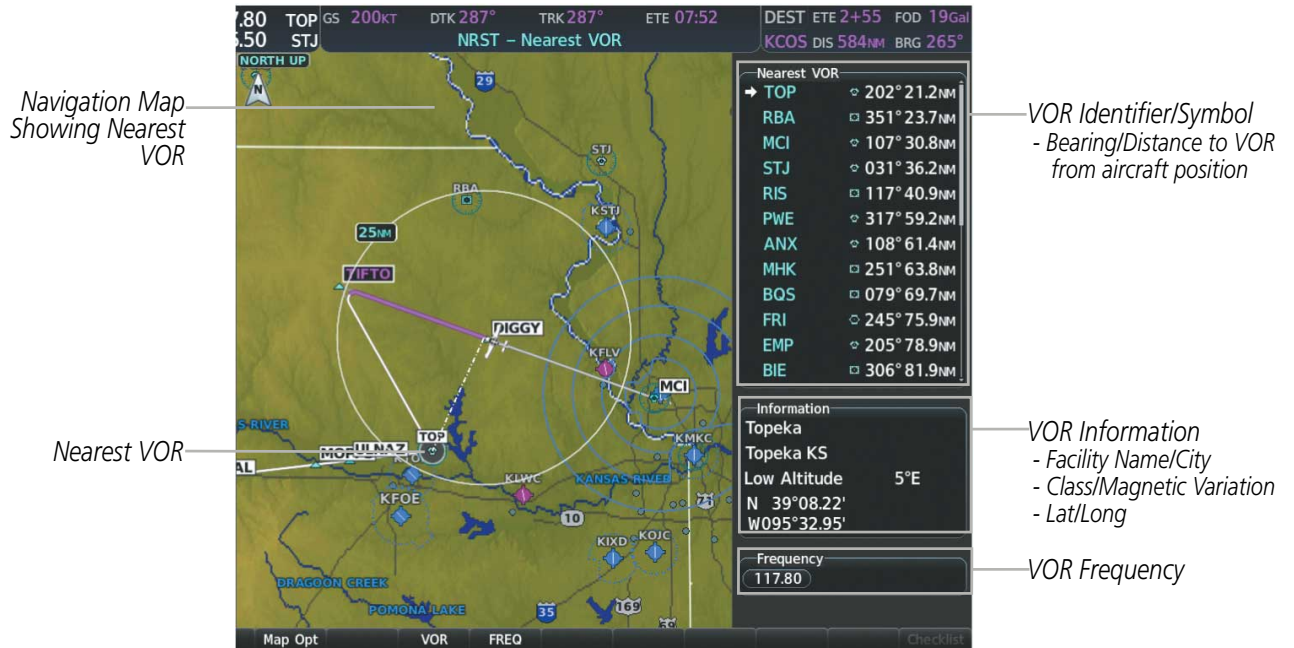 .80 TOP GS 200KT DTK 287° TRK 287° ETE 07:52 DEST ETE 2+55 FOD 19Gal
.50 STJ NRST – Nearest VOR KCOS DIS 584NM BRG 265°
NORTH UP
N
Navigation Map
Showing Nearest
VOR
Nearest VOR
29
STJ
RBA
KSTJ
25NM
TIFTO
DIGGY
KFLV
MCI
TOP
ULNAZ
KMKC
S-RIVER
AL
KLWC
KANSAS RIVER
KFOE
10
71
KIXD
KOJC
DRAGOON CREEK
POMONA LAKE
35
169
69
Nearest VOR
TOP 202° 21.2NM
RBA 351° 23.7NM
MCI 107° 30.8NM
STJ 031° 36.2NM
RIS 117° 40.9NM
PWE 317° 59.2NM
ANX 108° 61.4NM
MHK 251° 63.8NM
BQS 079° 69.7NM
FRI 245° 75.9NM
EMP 205° 78.9NM
BIE 306° 81.9NM
VOR Identifier/Symbol
- Bearing/Distance to VOR
from aircraft position
Information
Topeka
Topeka KS
Low Altitude 5°E
N 39°08.22'
W095°32.95'
VOR Information
- Facility Name/City
- Class/Magnetic Variation
- Lat/Long
Frequency
117.80
VOR Frequency
Map Opt VOR FREQ Checklist